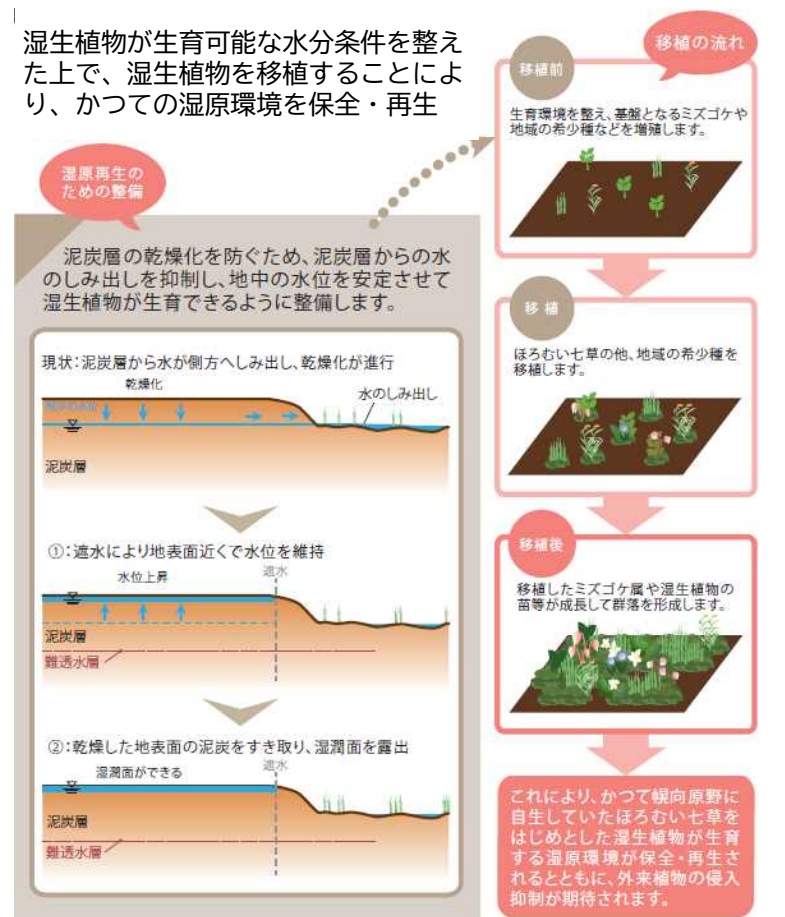 湿生植物が生育可能な水分条件を整え
た上で、湿生植物を移植することによ
り、かつての湿原環境を保全・再生
湿原再生の
ための整備
泥炭層の乾燥化を防ぐため、泥炭層からの水
のしみ出しを抑制し、地中の水位を安定させて
湿生植物が生育できるように整備します。
現状：泥炭層から水が側方へしみ出し、乾燥化が進行
乾燥化
水のしみ出し
泥炭層
①：遮水により地表面近くで水位を維持
水位上昇
遮水
泥炭層
難透水層
②：乾燥した地表面の泥炭をすき取り、湿潤面を露出
湿潤面ができる
遮水
泥炭層
難透水層
移植の流れ
移植前
生育環境を整え、基盤となるミズゴケや
地域の希少種などを増殖します。
移 植
ほろむい七草の他、地域の希少種を
移植します。
移植後
移植したミズゴケ属や湿生植物の
苗等が成長して群落を形成します。
これにより、かつて幌向原野に
自生していたほろむい七草を
はじめとした湿生植物が生育
する湿原環境が保全・再生さ
れるとともに、外来植物の侵入
抑制が期待されます。